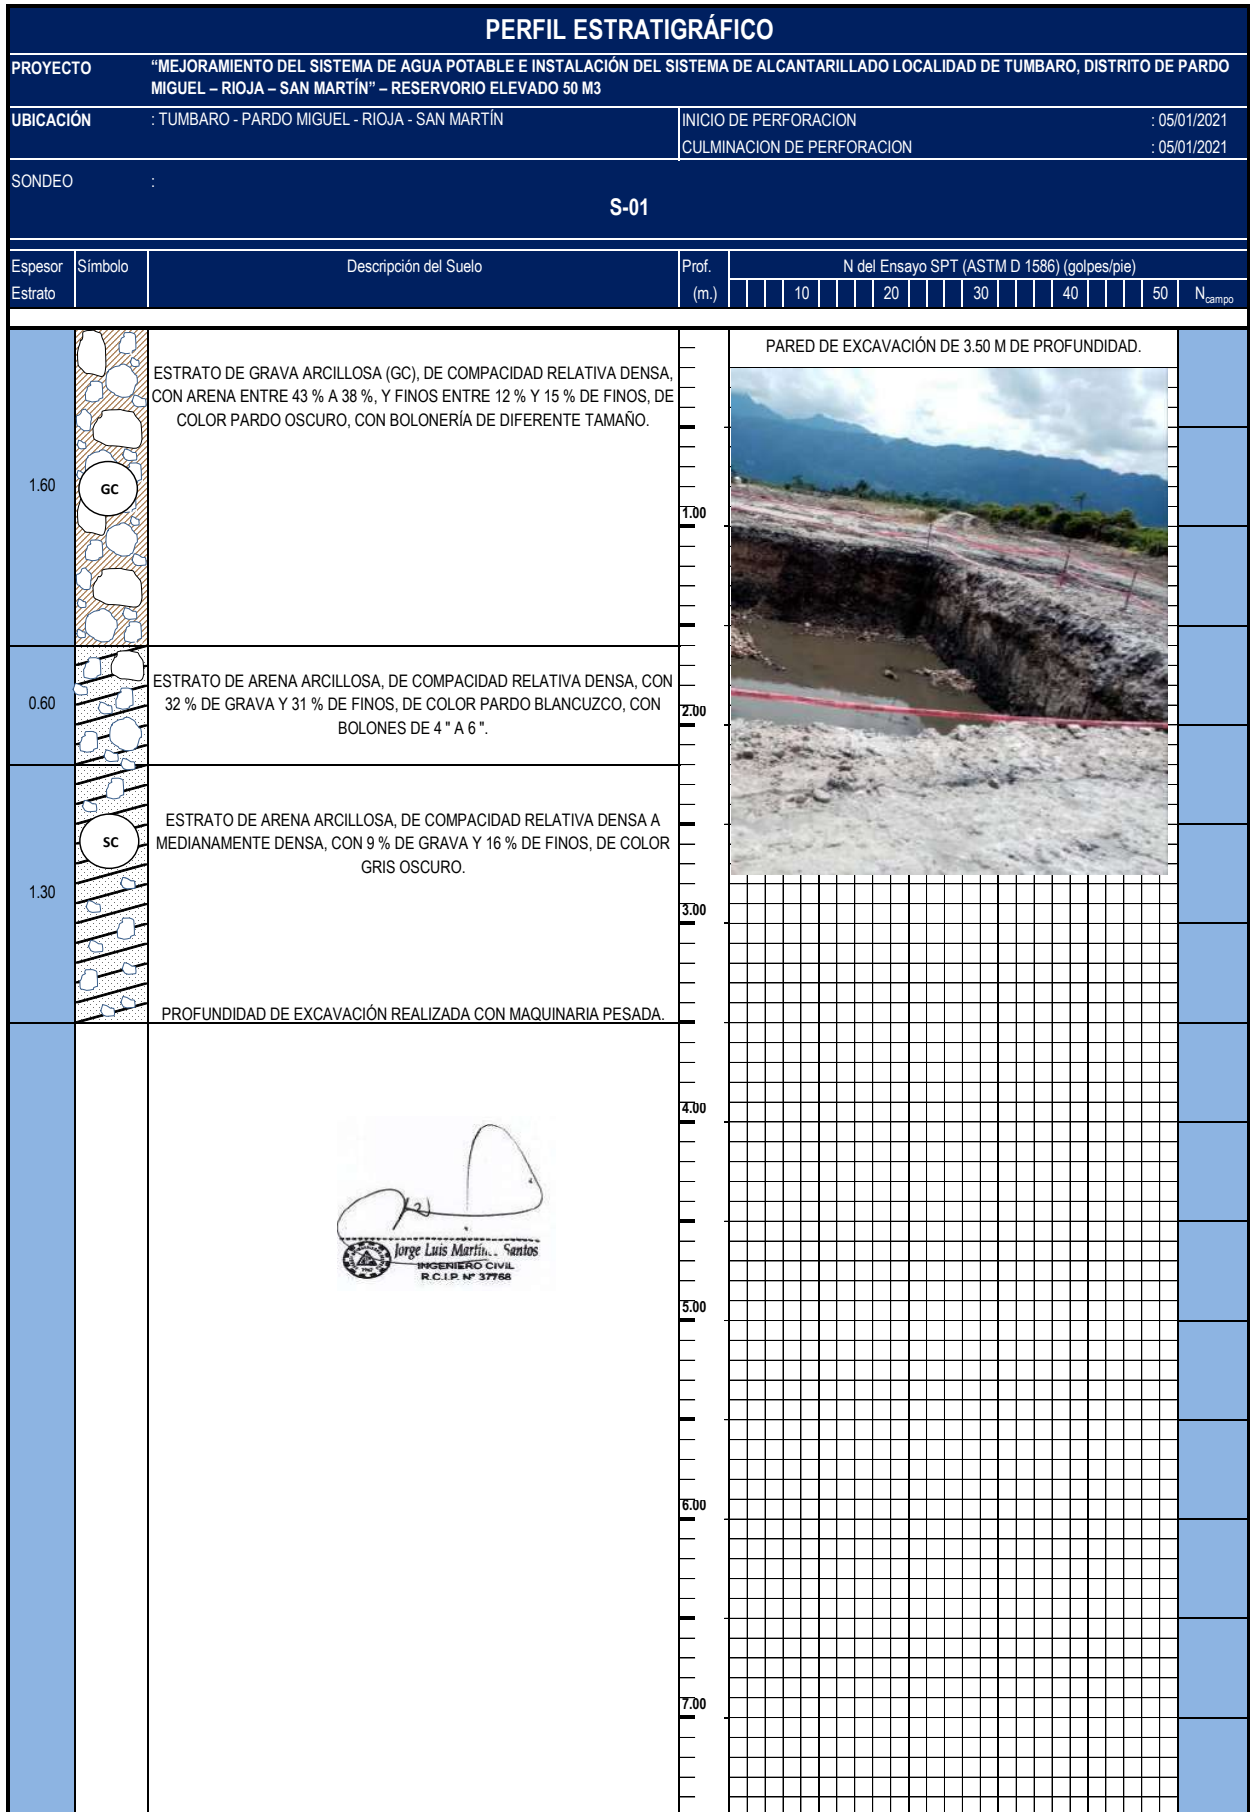 PERFIL ESTRATIGRÁFICO
PROYECTO
“MEJORAMIENTO DEL SISTEMA DE AGUA POTABLE E INSTALACIÓN DEL SISTEMA DE ALCANTARILLADO LOCALIDAD DE TUMBARO, DISTRITO DE PARDO
MIGUEL – RIOJA – SAN MARTÍN” – RESERVORIO ELEVADO 50 M3
UBICACIÓN : TUMBARO - PARDO MIGUEL - RIOJA - SAN MARTÍN
INICIO DE PERFORACION : 05/01/2021
CULMINACION DE PERFORACION : 05/01/2021
SONDEO :
S-01
Espesor Estrato
Símbolo
Descripción del Suelo
Prof. (m.)
N del Ensayo SPT (ASTM D 1586) (golpes/pie)
10 20 30 40 50 Ncampo
PARED DE EXCAVACIÓN DE 3.50 M DE PROFUNDIDAD.
1.60
GC
ESTRATO DE GRAVA ARCILLOSA (GC), DE COMPACIDAD RELATIVA DENSA,
CON ARENA ENTRE 43 % A 38 %, Y FINOS ENTRE 12 % Y 15 % DE FINOS, DE
COLOR PARDO OSCURO, CON BOLONERÍA DE DIFERENTE TAMAÑO.
1.00
0.60
ESTRATO DE ARENA ARCILLOSA, DE COMPACIDAD RELATIVA DENSA, CON
32 % DE GRAVA Y 31 % DE FINOS, DE COLOR PARDO BLANCUZCO, CON
BOLONES DE 4 " A 6 ".
2.00
1.30
SC
ESTRATO DE ARENA ARCILLOSA, DE COMPACIDAD RELATIVA DENSA A
MEDIANAMENTE DENSA, CON 9 % DE GRAVA Y 16 % DE FINOS, DE COLOR
GRIS OSCURO.
3.00
PROFUNDIDAD DE EXCAVACIÓN REALIZADA CON MAQUINARIA PESADA.
4.00
Jorge Luis Santos
INGENIERO CIVIL
R.C.I.P. Nº 37768
5.00
6.00
7.00